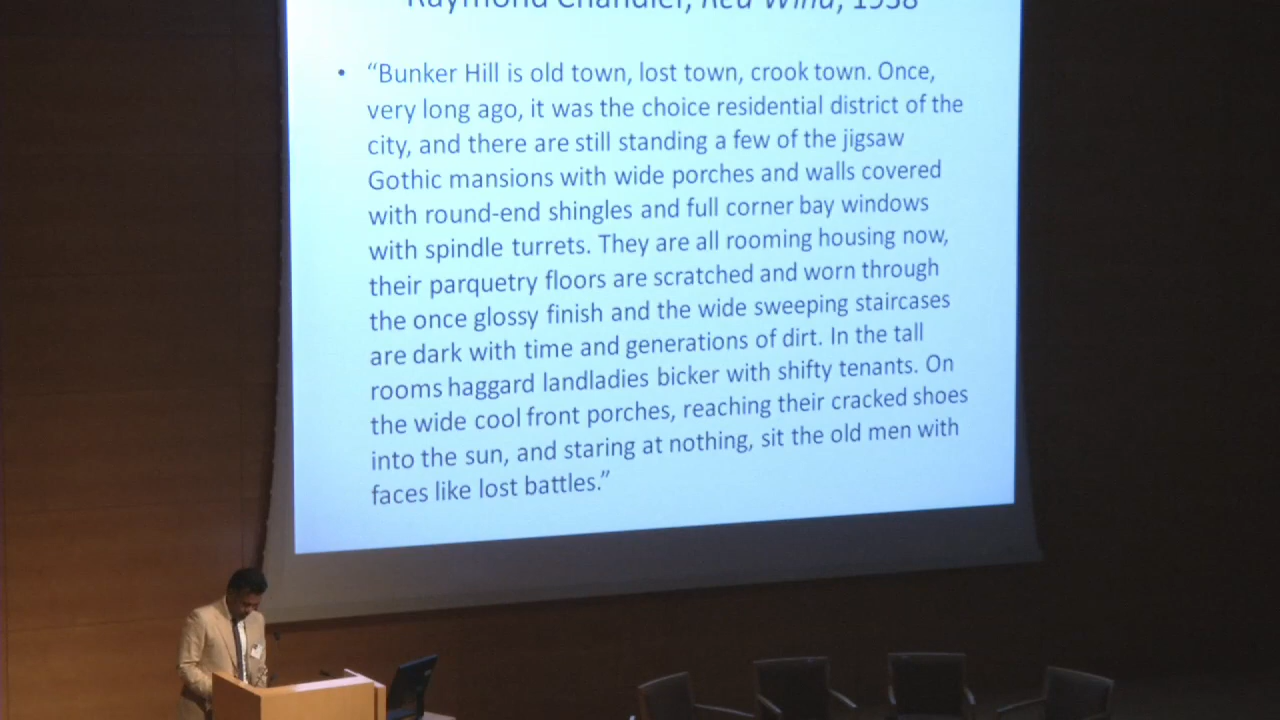 Raymond Chandler, Red Wind, 1938
• “Bunker Hill is old town, lost town, crook town. Once,
very long ago, it was the choice residential district of the
city, and there are still standing a few of the jigsaw
Gothic mansions with wide porches and walls covered
with round-end shingles and full corner bay windows
with spindle turrets. They are all rooming housing now,
their parquetry floors are scratched and worn through
the once glossy finish and the wide sweeping staircases
are dark with time and generations of dirt. In the tall
rooms haggard landladies bicker with shifty tenants. On
the wide cool front porches, reaching their cracked shoes
into the sun, and staring at nothing, sit the old men with
faces like lost battles.”